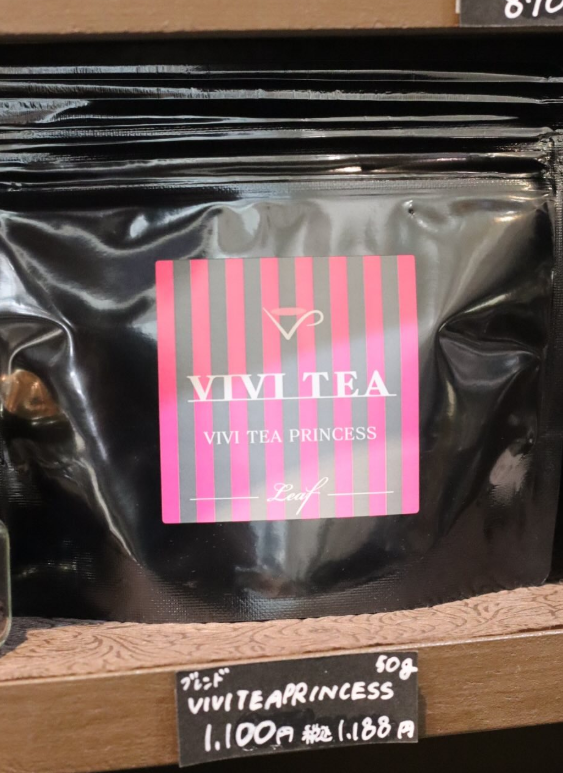 870
VIVI TEA
VIVI TEA PRINCESS
Leaf
ブレンド 50g
VIVITEAPRINCESS
1,100円 税込 1,188円